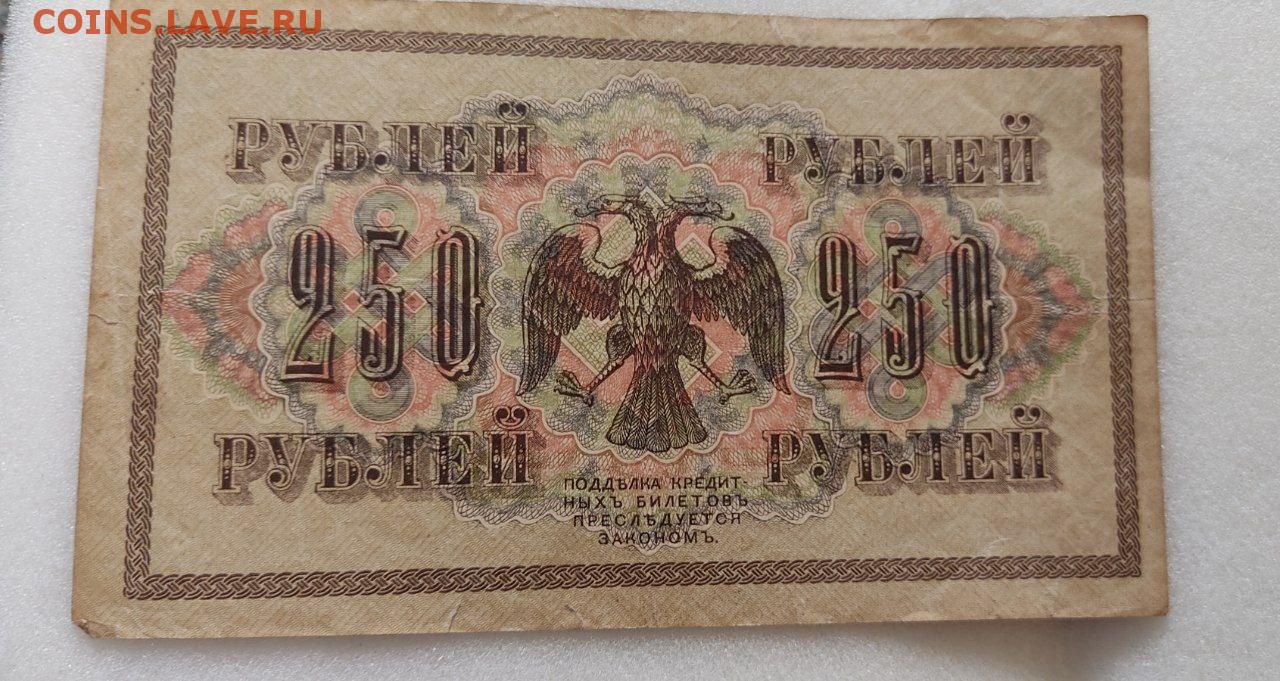 COINS.LAVE.RU
РУБЛЕЙ РУБЛЕЙ
250 250
РУБЛЕЙ РУБЛЕЙ
ПОДДѢЛКА КРЕДИТ-
НЫХЪ БИЛЕТОВЪ
ПРЕСЛѢДУЕТСЯ
ЗАКОНОМЪ.